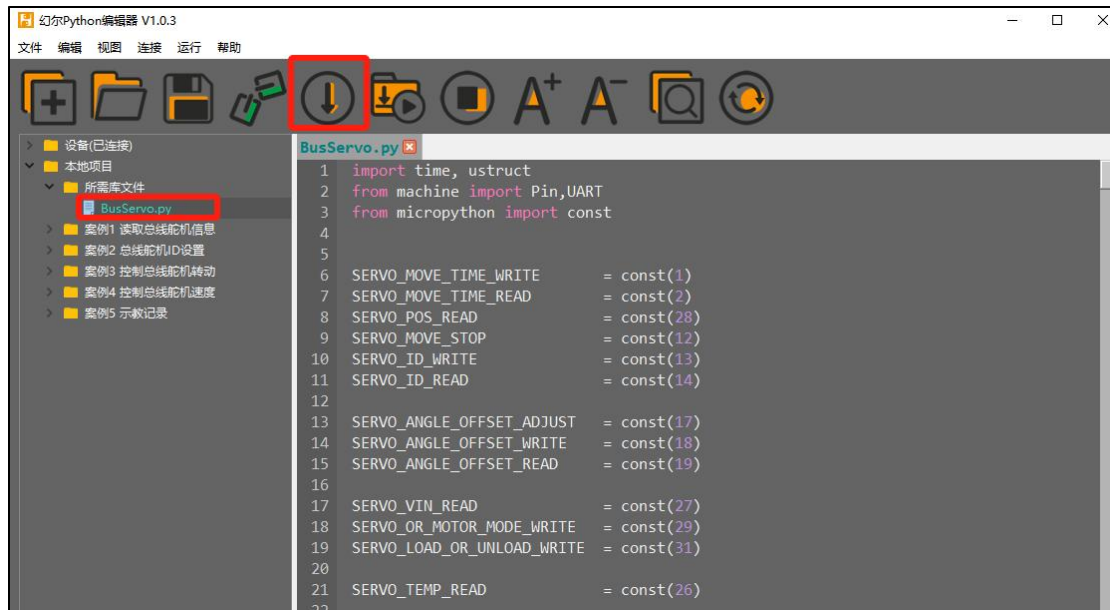 幻尔Python编辑器 V1.0.3
文件 编辑 视图 连接 运行 帮助
设备(已连接)
本地项目
所需库文件
BusServo.py
案例1 读取总线舵机信息
案例2 总线舵机ID设置
案例3 控制总线舵机转动
案例4 控制总线舵机速度
案例5 示教记录
BusServo.py
1 import time, ustruct
2 from machine import Pin,UART
3 from micropython import const
4
5
6 SERVO_MOVE_TIME_WRITE = const(1)
7 SERVO_MOVE_TIME_READ = const(2)
8 SERVO_POS_READ = const(28)
9 SERVO_MOVE_STOP = const(12)
10 SERVO_ID_WRITE = const(13)
11 SERVO_ID_READ = const(14)
12
13 SERVO_ANGLE_OFFSET_ADJUST = const(17)
14 SERVO_ANGLE_OFFSET_WRITE = const(18)
15 SERVO_ANGLE_OFFSET_READ = const(19)
16
17 SERVO_VIN_READ = const(27)
18 SERVO_OR_MOTOR_MODE_WRITE = const(29)
19 SERVO_LOAD_OR_UNLOAD_WRITE = const(31)
20
21 SERVO_TEMP_READ = const(26)
22